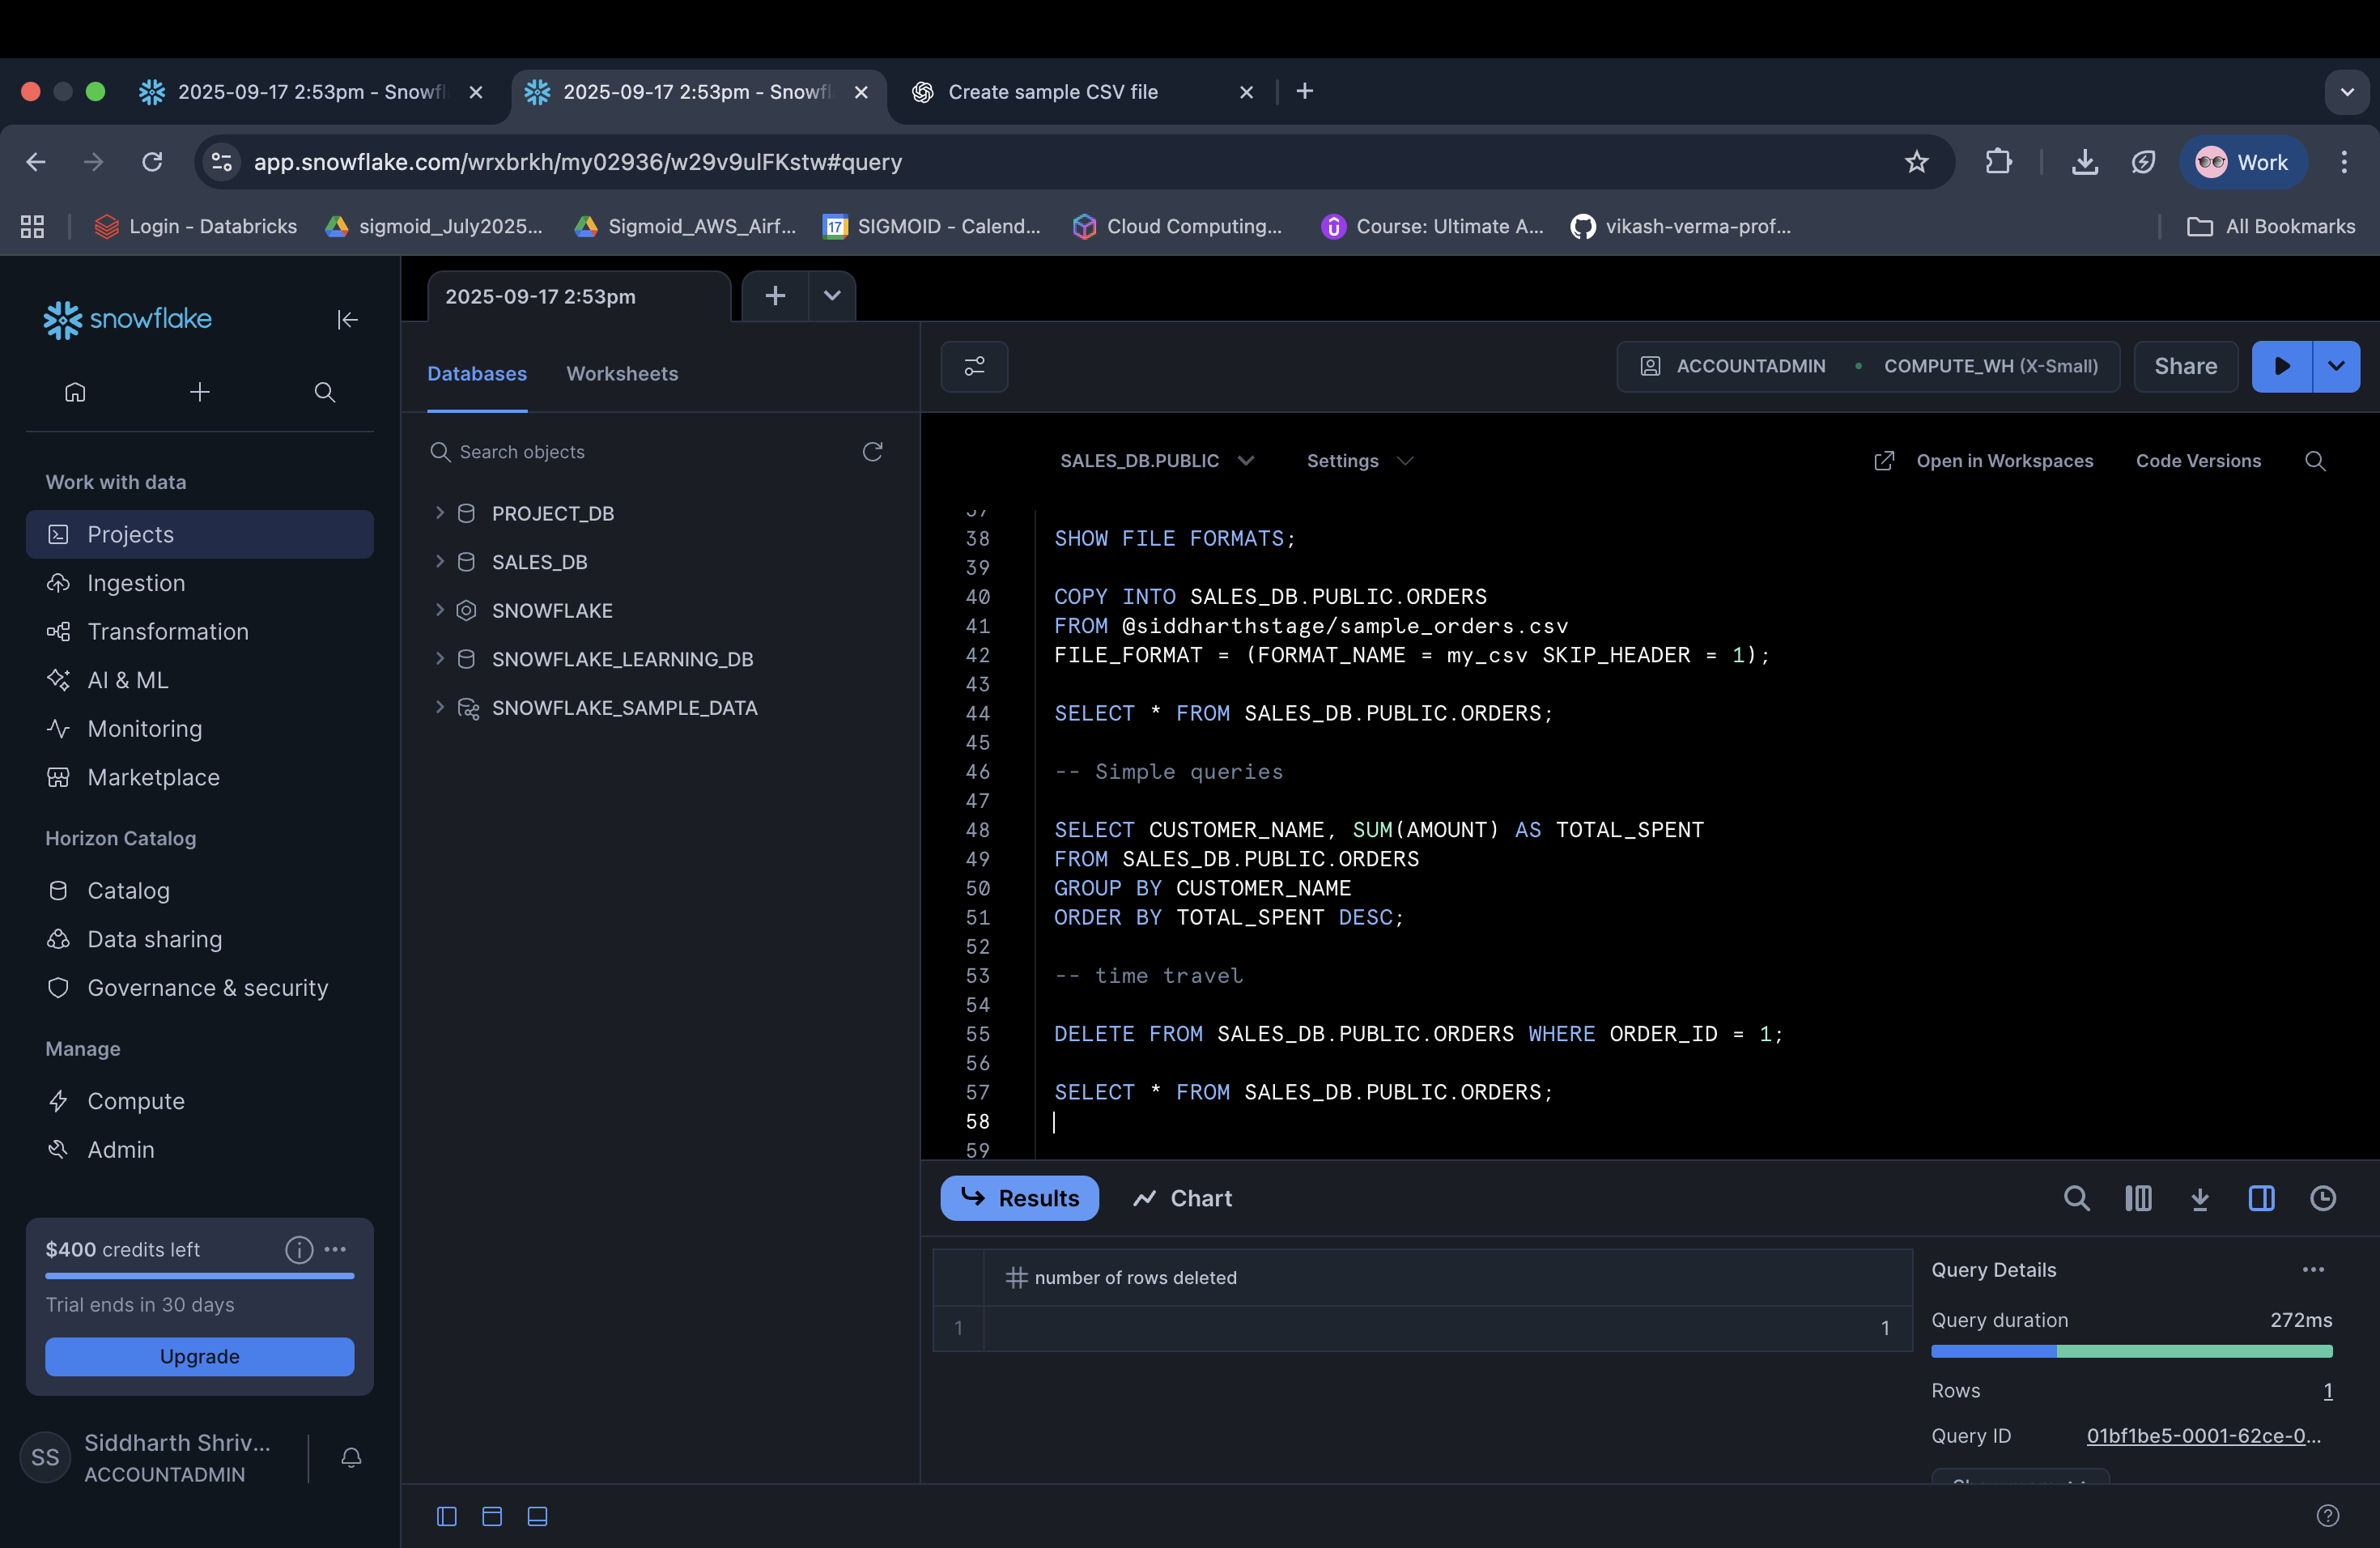 2025-09-17 2:53pm - Snowfl
2025-09-17 2:53pm - Snowfl
Create sample CSV file
app.snowflake.com/wrxbrkh/my02936/w29v9ulFKstw#query
Work
Login - Databricks
sigmoid_July2025...
Sigmoid_AWS_Airf...
17
SIGMOID - Calend...
Cloud Computing...
Course: Ultimate A...
vikash-verma-prof...
All Bookmarks
snowflake
Work with data
Projects
Ingestion
Transformation
AI & ML
Monitoring
Marketplace
Horizon Catalog
Catalog
Data sharing
Governance & security
Manage
Compute
Admin
$400 credits left
Trial ends in 30 days
Upgrade
SS
Siddharth Shriv...
ACCOUNTADMIN
2025-09-17 2:53pm
Databases
Worksheets
Search objects
PROJECT_DB
SALES_DB
SNOWFLAKE
SNOWFLAKE_LEARNING_DB
SNOWFLAKE_SAMPLE_DATA
ACCOUNTADMIN
COMPUTE_WH (X-Small)
Share
SALES_DB.PUBLIC
Settings
Open in Workspaces
Code Versions
37
38 SHOW FILE FORMATS;
39
40 COPY INTO SALES_DB.PUBLIC.ORDERS
41 FROM @siddharthstage/sample_orders.csv
42 FILE_FORMAT = (FORMAT_NAME = my_csv SKIP_HEADER = 1);
43
44 SELECT * FROM SALES_DB.PUBLIC.ORDERS;
45
46 -- Simple queries
47
48 SELECT CUSTOMER_NAME, SUM(AMOUNT) AS TOTAL_SPENT
49 FROM SALES_DB.PUBLIC.ORDERS
50 GROUP BY CUSTOMER_NAME
51 ORDER BY TOTAL_SPENT DESC;
52
53 -- time travel
54
55 DELETE FROM SALES_DB.PUBLIC.ORDERS WHERE ORDER_ID = 1;
56
57 SELECT * FROM SALES_DB.PUBLIC.ORDERS;
58
59
Results
Chart
number of rows deleted
1 1
Query Details
Query duration 272ms
Rows 1
Query ID 01bf1be5-0001-62ce-0...